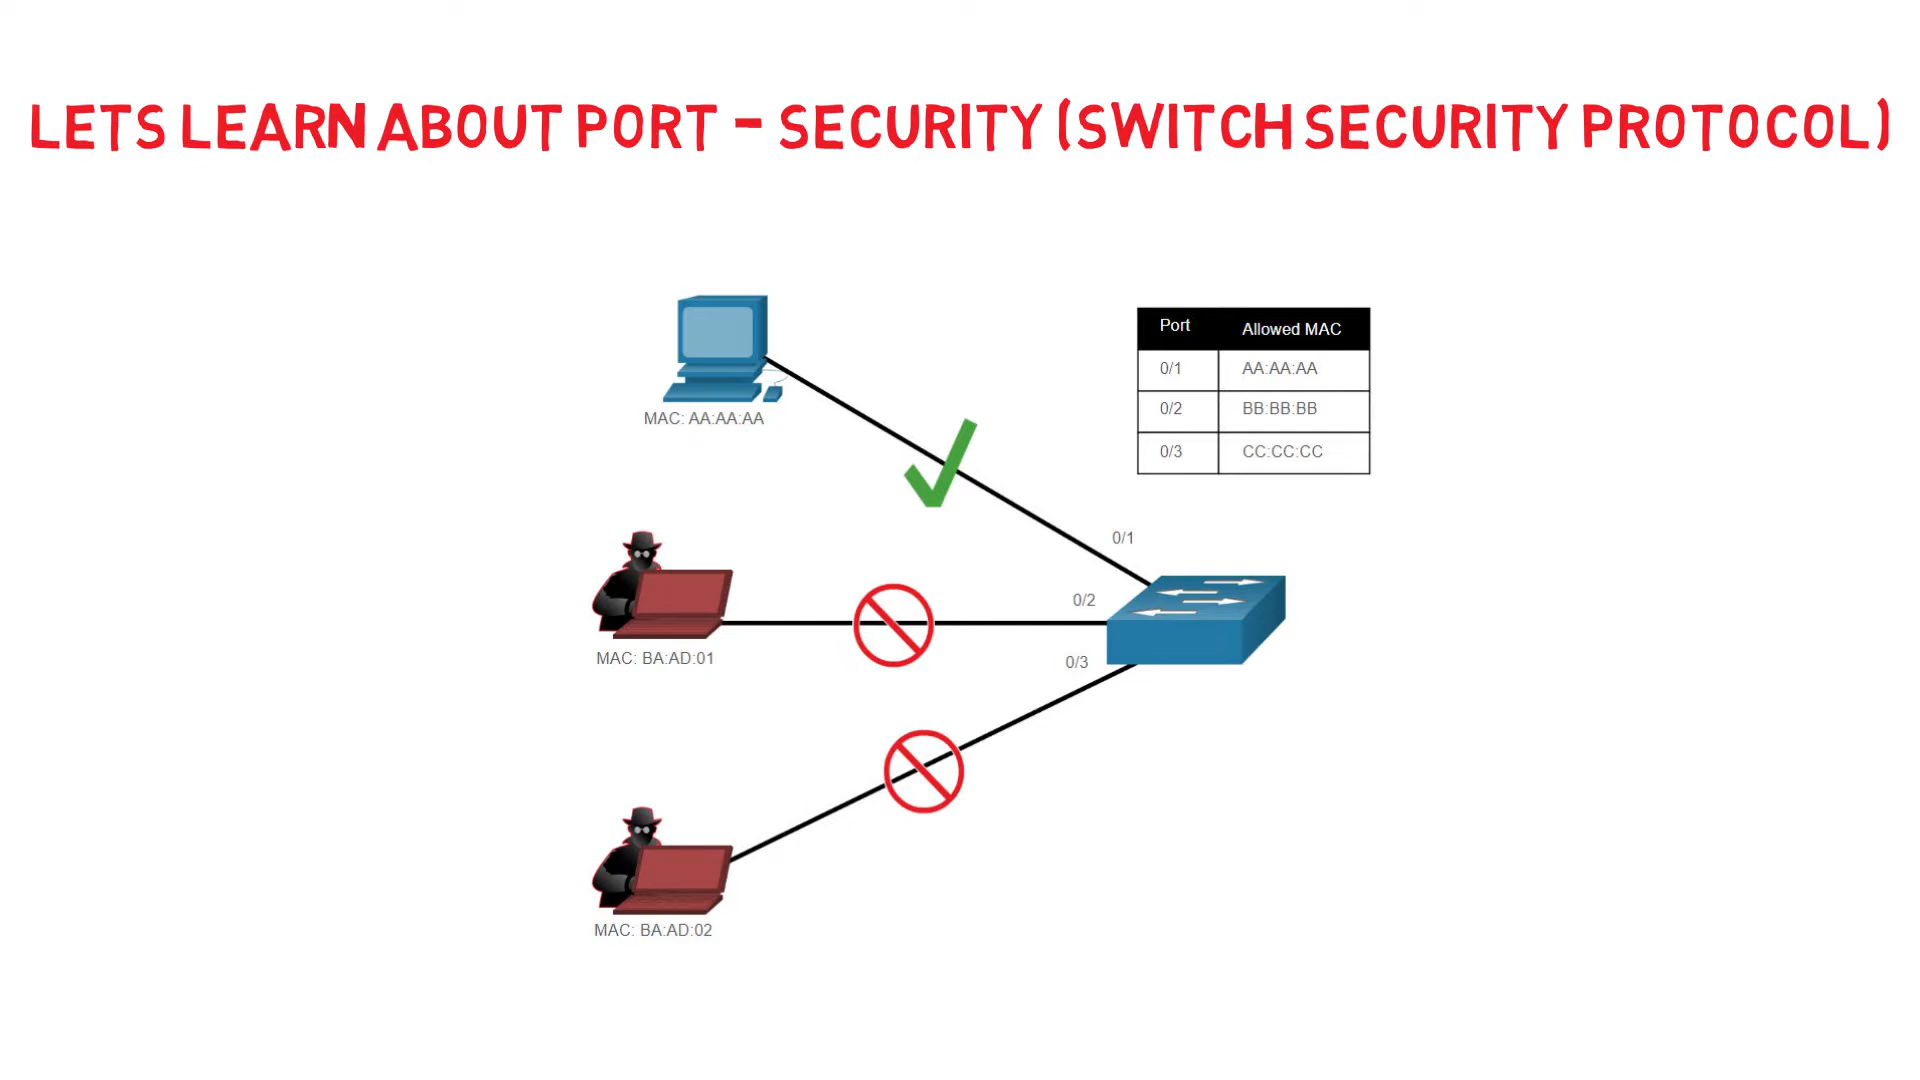 LETS LEARN ABOUT PORT - SECURITY (SWITCH SECURITY PROTOCOL)
Port Allowed MAC
0/1 AA:AA:AA
0/2 BB:BB:BB
0/3 CC:CC:CC
MAC: AA:AA:AA
0/1
0/2
MAC: BA:AD:01
0/3
MAC: BA:AD:02